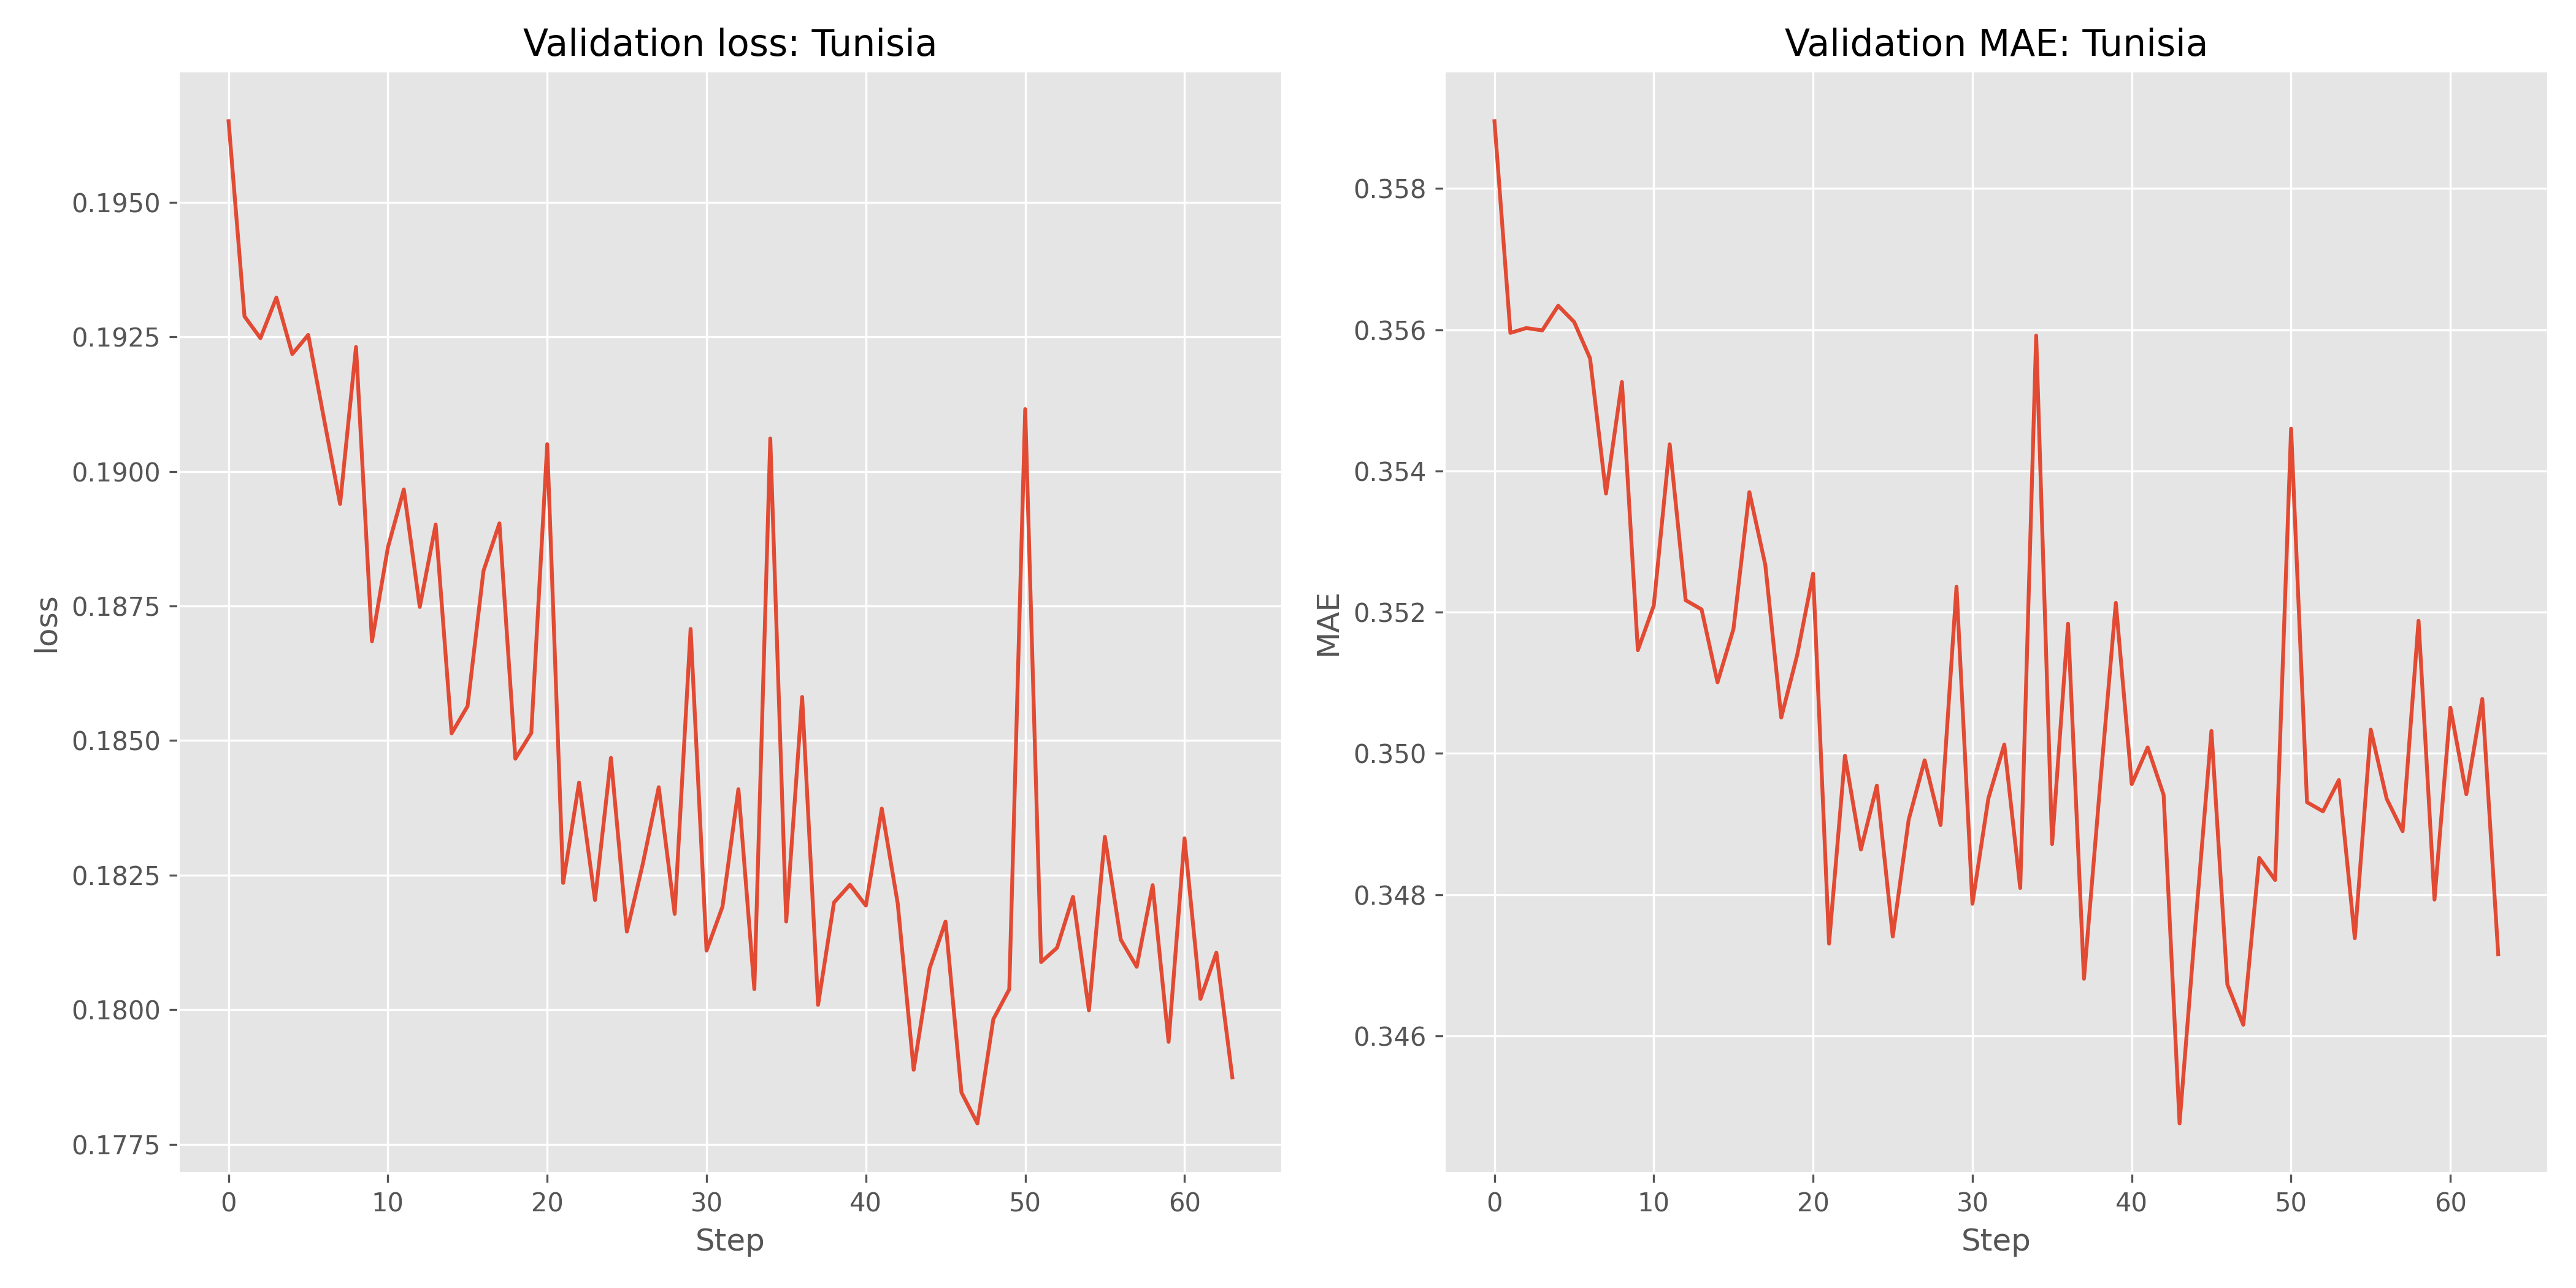 Validation loss: Tunisia
loss
0.1950
0.1925
0.1900
0.1875
0.1850
0.1825
0.1800
0.1775
0 10 20 30 40 50 60
Step
Validation MAE: Tunisia
MAE
0.358
0.356
0.354
0.352
0.350
0.348
0.346
0 10 20 30 40 50 60
Step